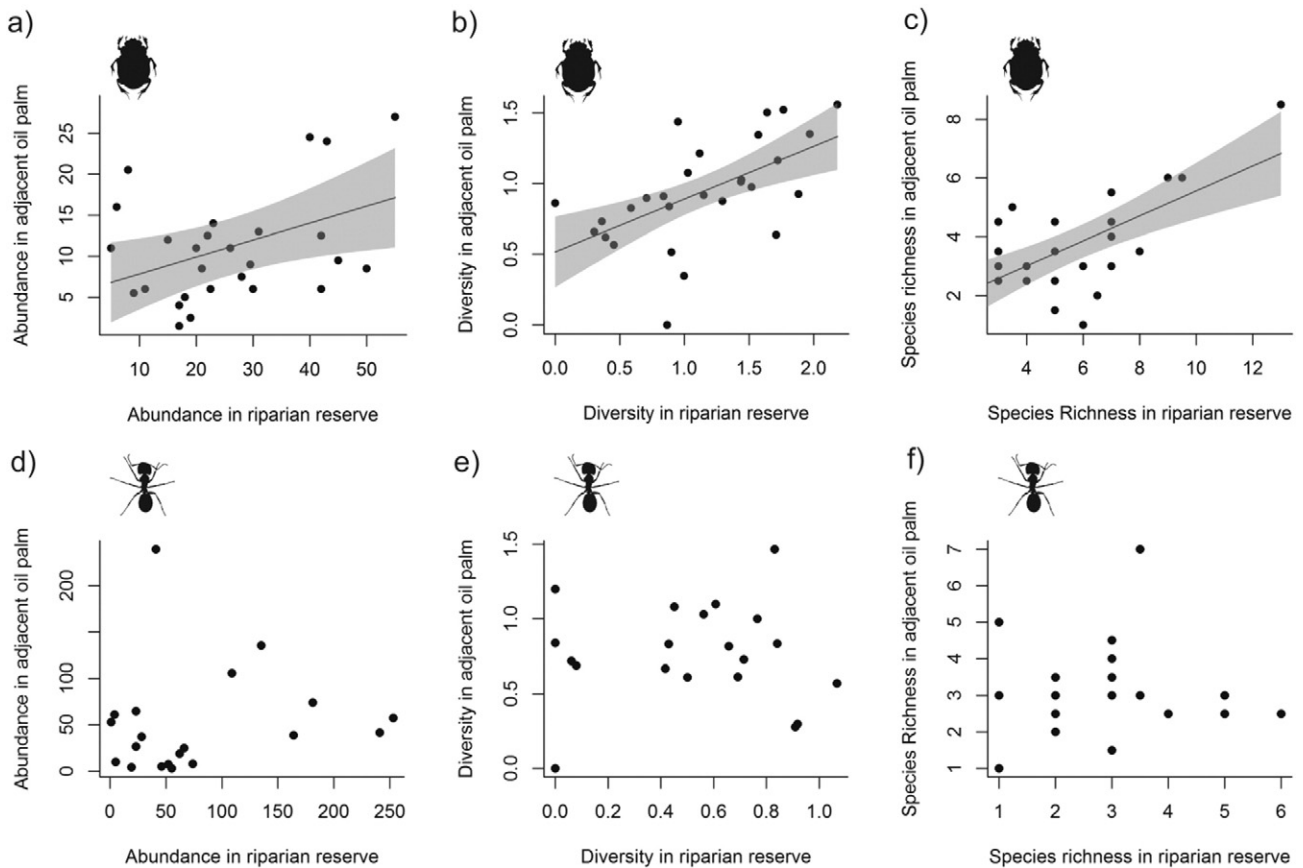 a)
Abundance in adjacent oil palm
25
20
15
10
5
10 20 30 40 50
Abundance in riparian reserve
b)
Diversity in adjacent oil palm
1.5
1.0
0.5
0.0
0.0 0.5 1.0 1.5 2.0
Diversity in riparian reserve
c)
Species richness in adjacent oil palm
8
6
4
2
4 6 8 10 12
Species Richness in riparian reserve
d)
Abundance in adjacent oil palm
200
100
50
0
0 50 100 150 200 250
Abundance in riparian reserve
e)
Diversity in adjacent oil palm
1.5
1.0
0.5
0.0
0.0 0.2 0.4 0.6 0.8 1.0
Diversity in riparian reserve
f)
Species Richness in adjacent oil palm
7
6
5
4
3
2
1
1 2 3 4 5 6
Species richness in riparian reserve